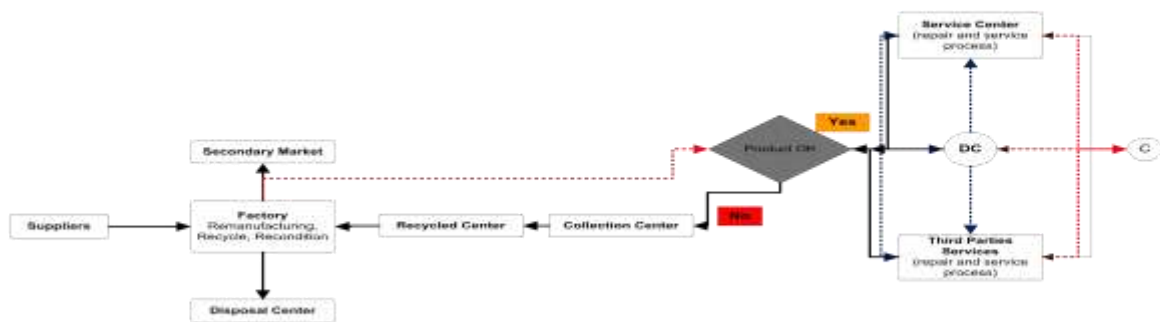 Service Center
(repair and service
process)
Yes
Secondary Market
Product OK
DC
C
Factory
Remanufacturing,
Recycle, Recondition
Suppliers
Recycled Center
Collection Center
No
Third Parties
Services
(repair and service
process)
Disposal Center